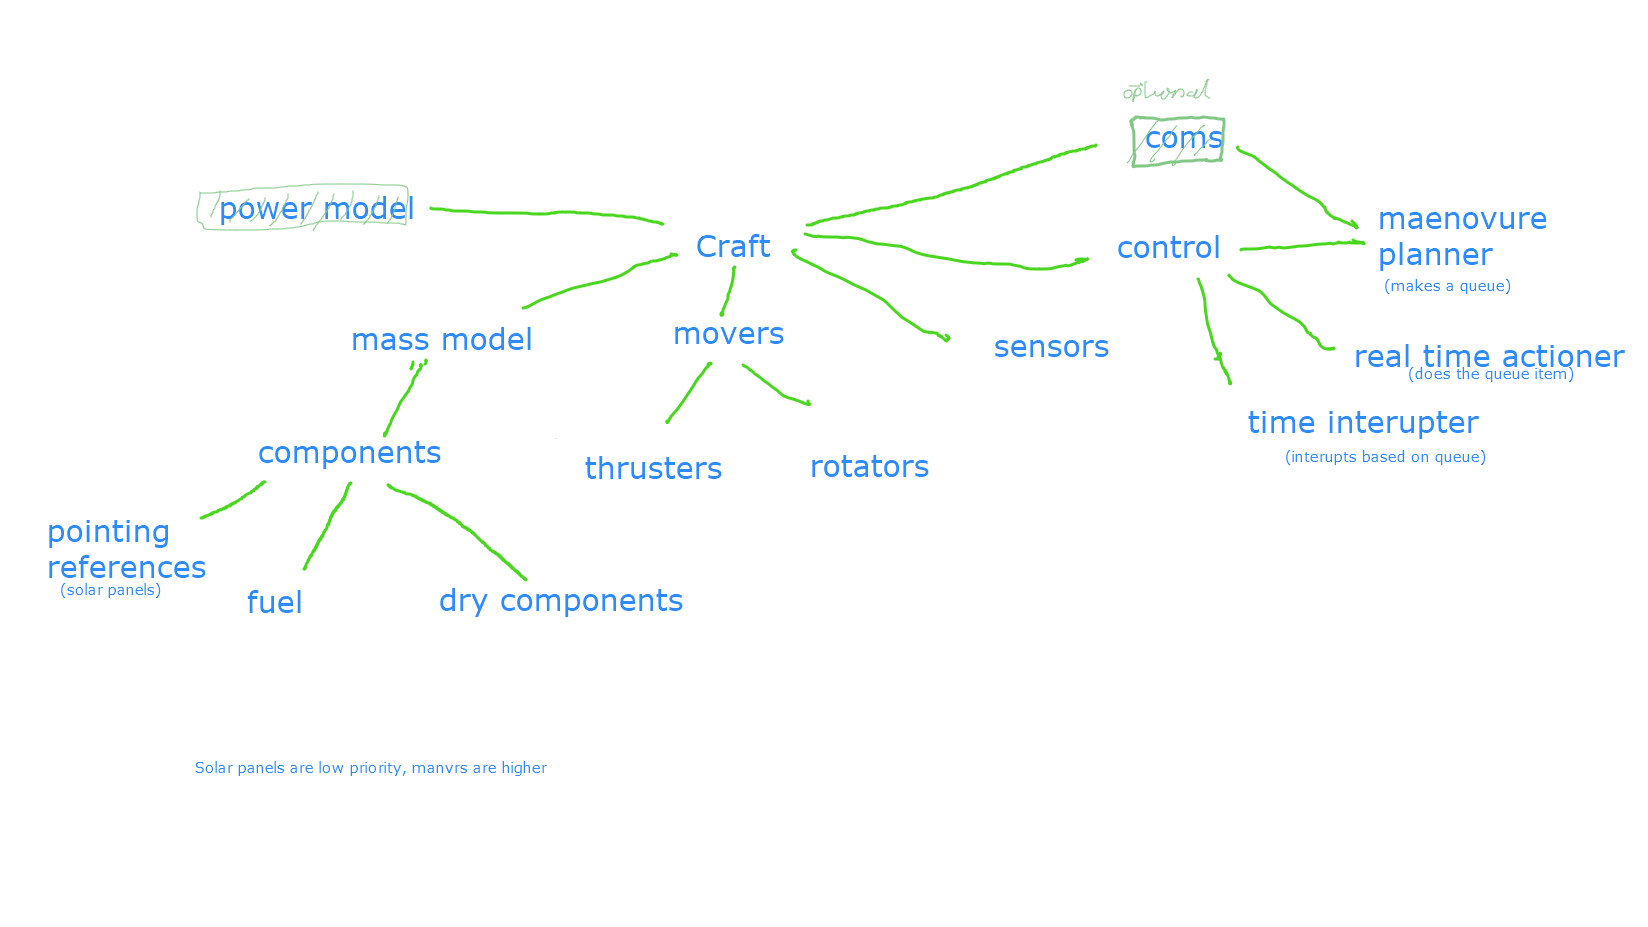 optional
coms
power model
maenovure
planner
(makes a queue)
Craft
control
mass model
movers
sensors
real time actioner
(does the queue item)
time interupter
(interupts based on queue)
components
thrusters
rotators
pointing
references
(solar panels)
fuel
dry components
Solar panels are low priority, manvrs are higher